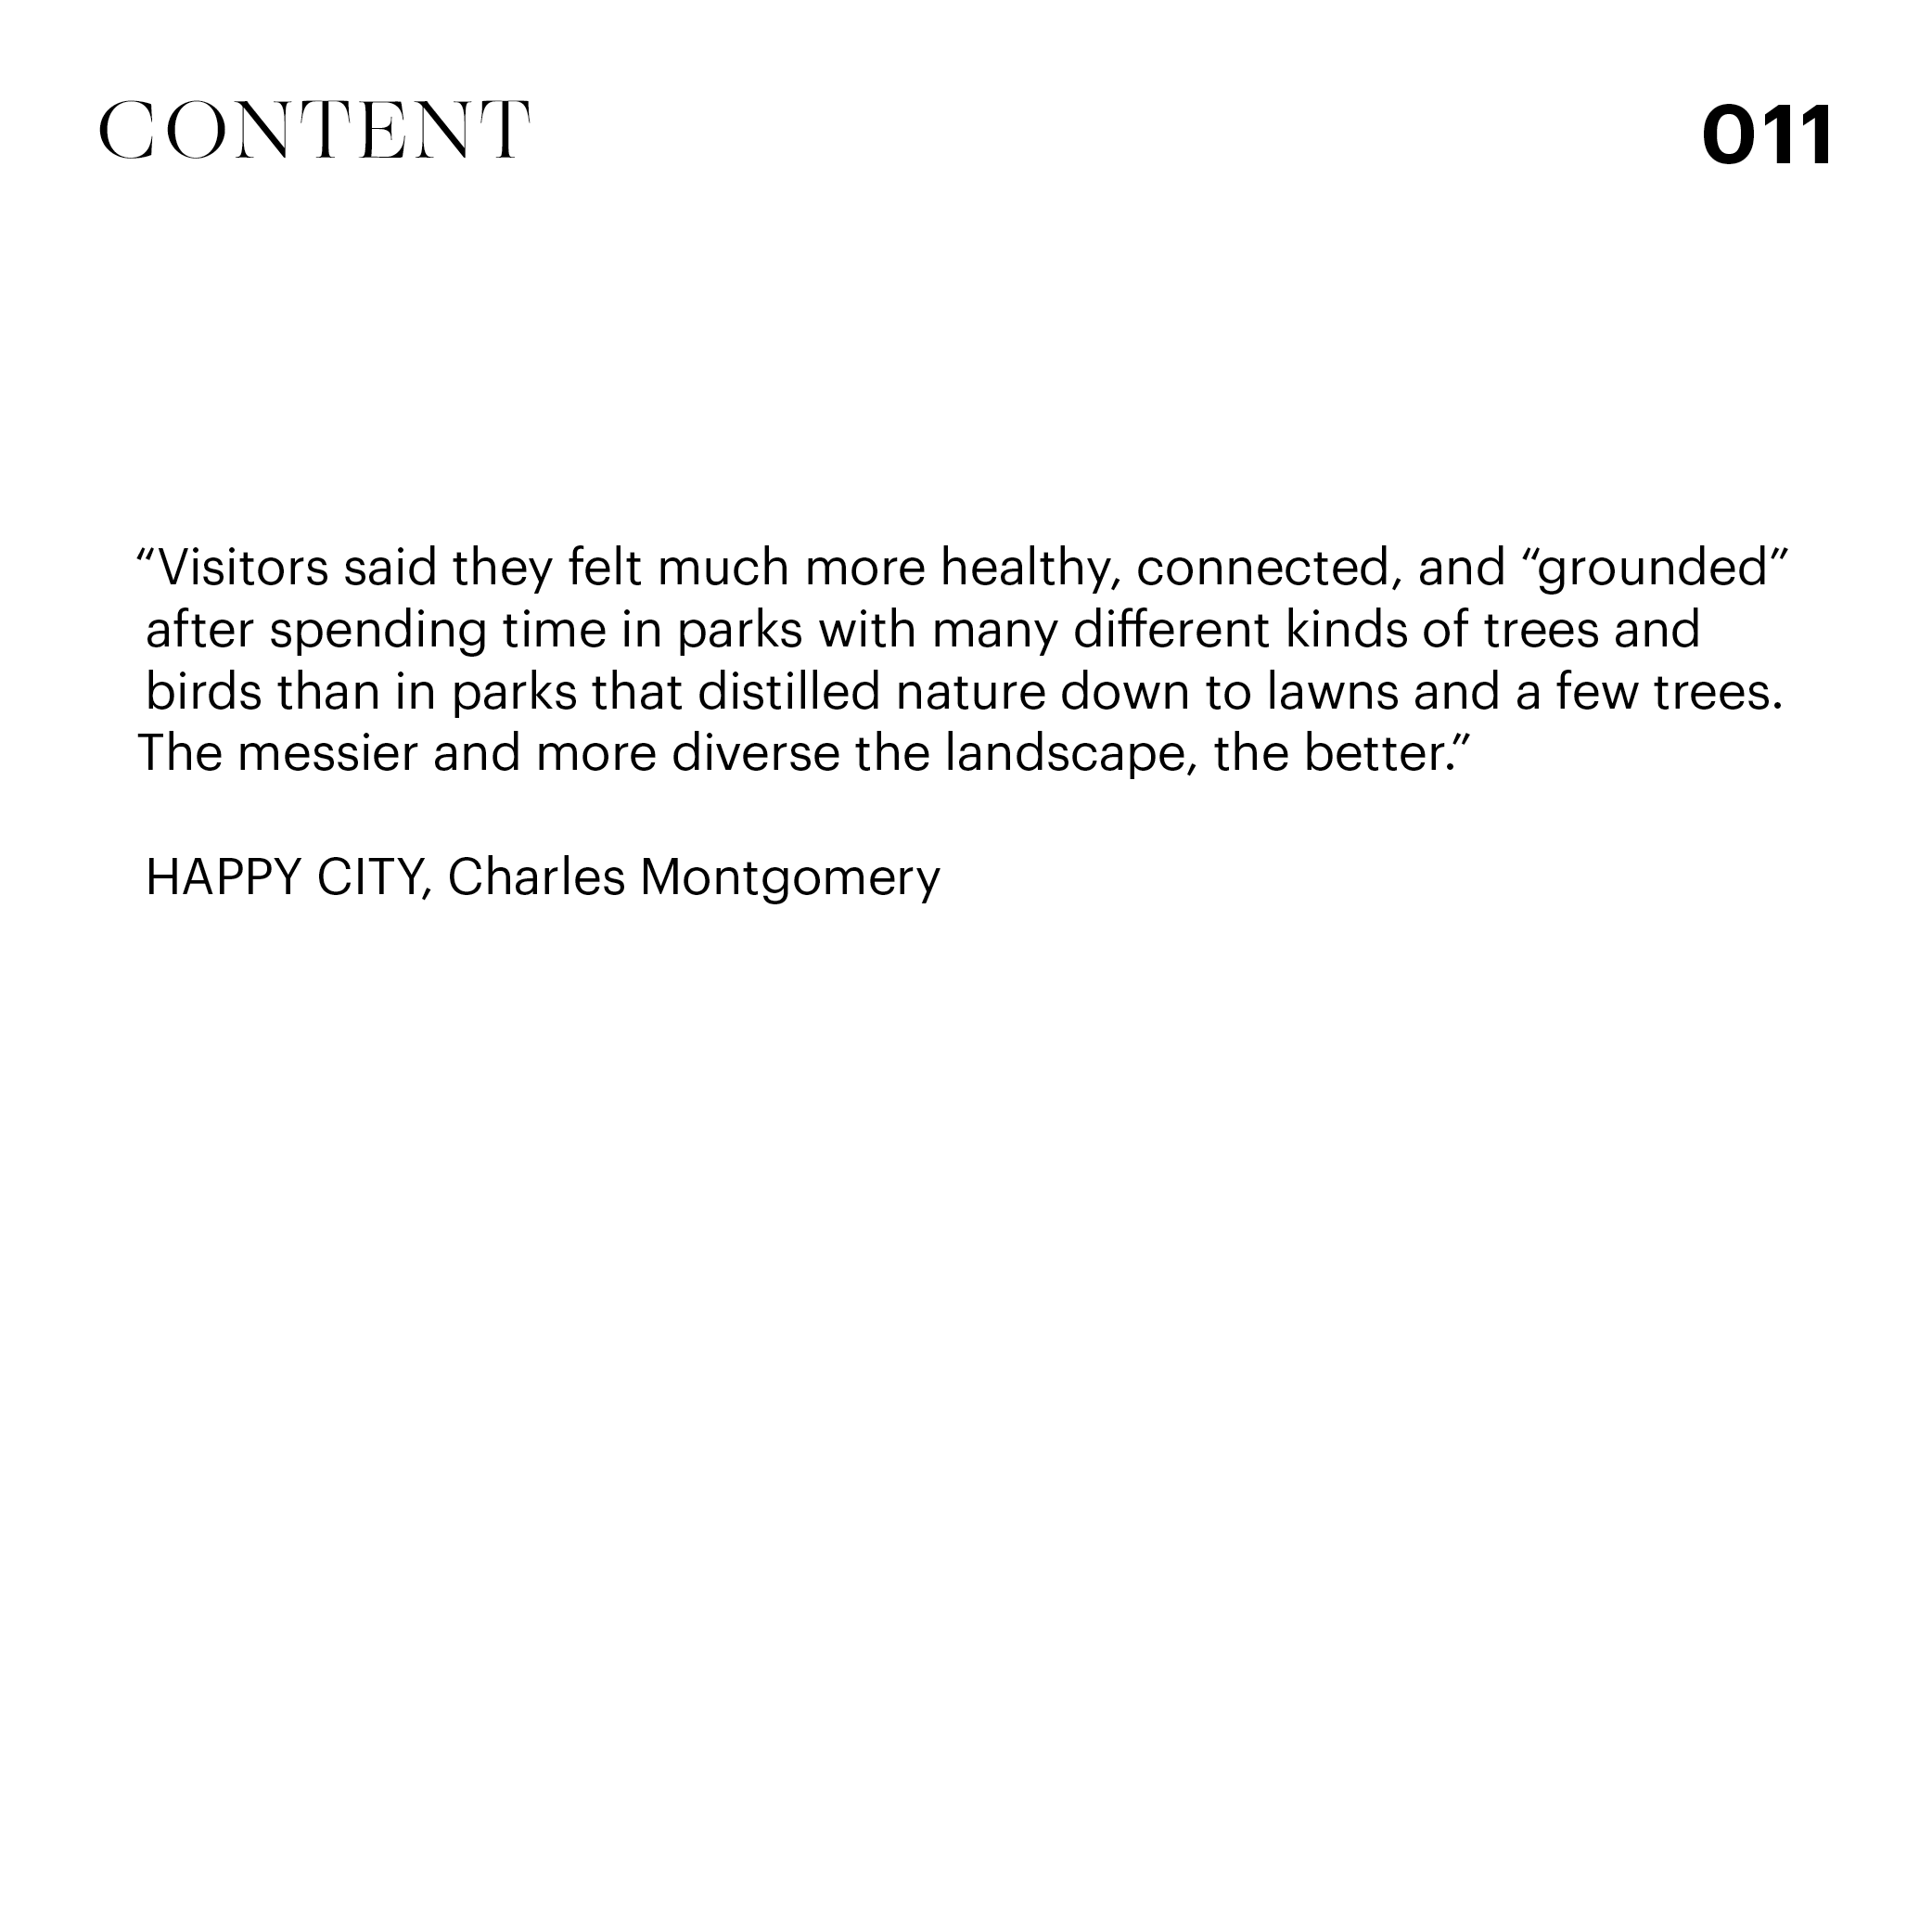 CONTENT
011
“Visitors said they felt much more healthy, connected, and “grounded”
after spending time in parks with many different kinds of trees and
birds than in parks that distilled nature down to lawns and a few trees.
The messier and more diverse the landscape, the better.”
HAPPY CITY, Charles Montgomery